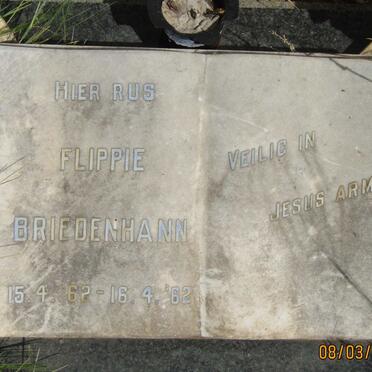 HIER RUS
FLIPPIE
BRIEDENHANN
15.4.62-16.4.'62
VEILIG IN
JESUS ARM
08/03/